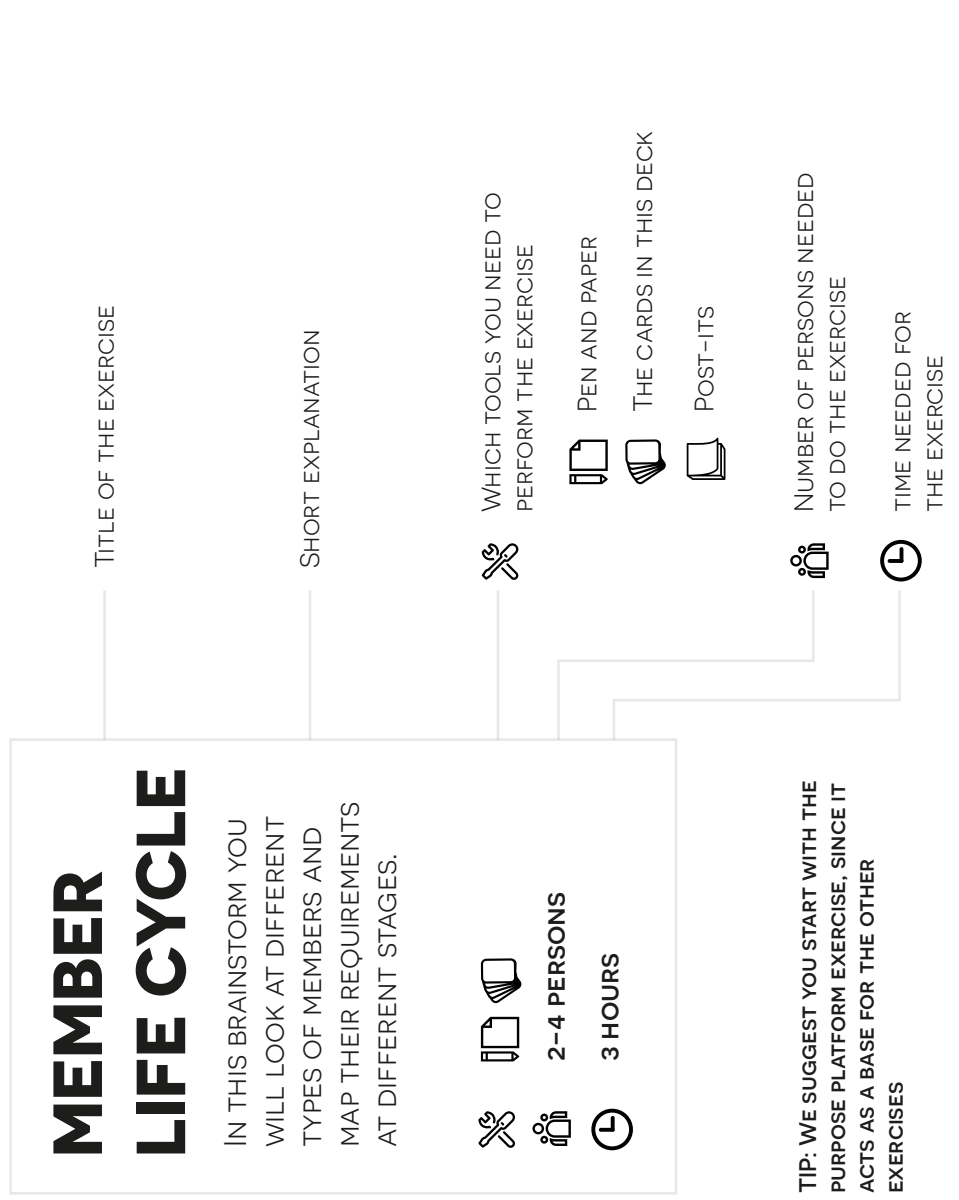 MEMBER
LIFE CYCLE
IN THIS BRAINSTORM YOU
WILL LOOK AT DIFFERENT
TYPES OF MEMBERS AND
MAP THEIR REQUIREMENTS
AT DIFFERENT STAGES.
2–4 PERSONS
3 HOURS
TITLE OF THE EXERCISE
SHORT EXPLANATION
WHICH TOOLS YOU NEED TO
PERFORM THE EXERCISE
PEN AND PAPER
THE CARDS IN THIS DECK
POST-ITS
NUMBER OF PERSONS NEEDED
TO DO THE EXERCISE
TIME NEEDED FOR
THE EXERCISE
TIP: WE SUGGEST YOU START WITH THE
PURPOSE PLATFORM EXERCISE, SINCE IT
ACTS AS A BASE FOR THE OTHER
EXERCISES